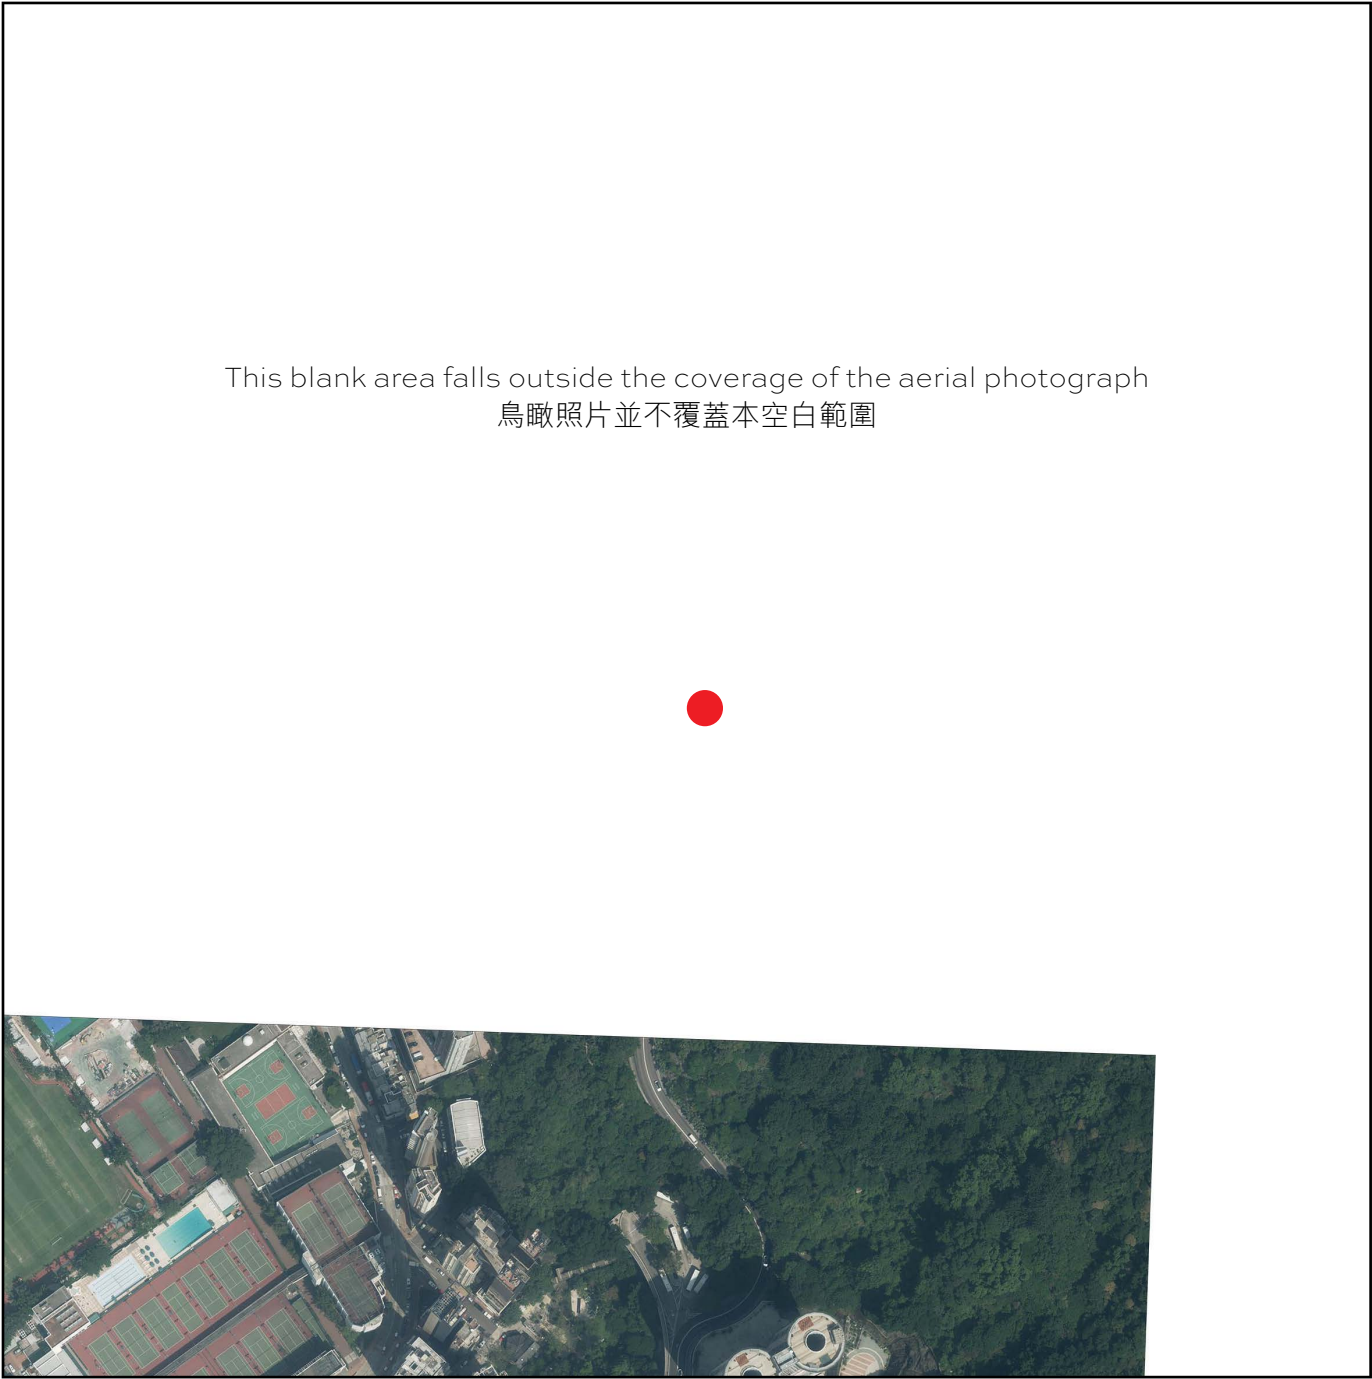 This blank area falls outside the coverage of the aerial photograph
鳥瞰照片並不覆蓋本空白範圍